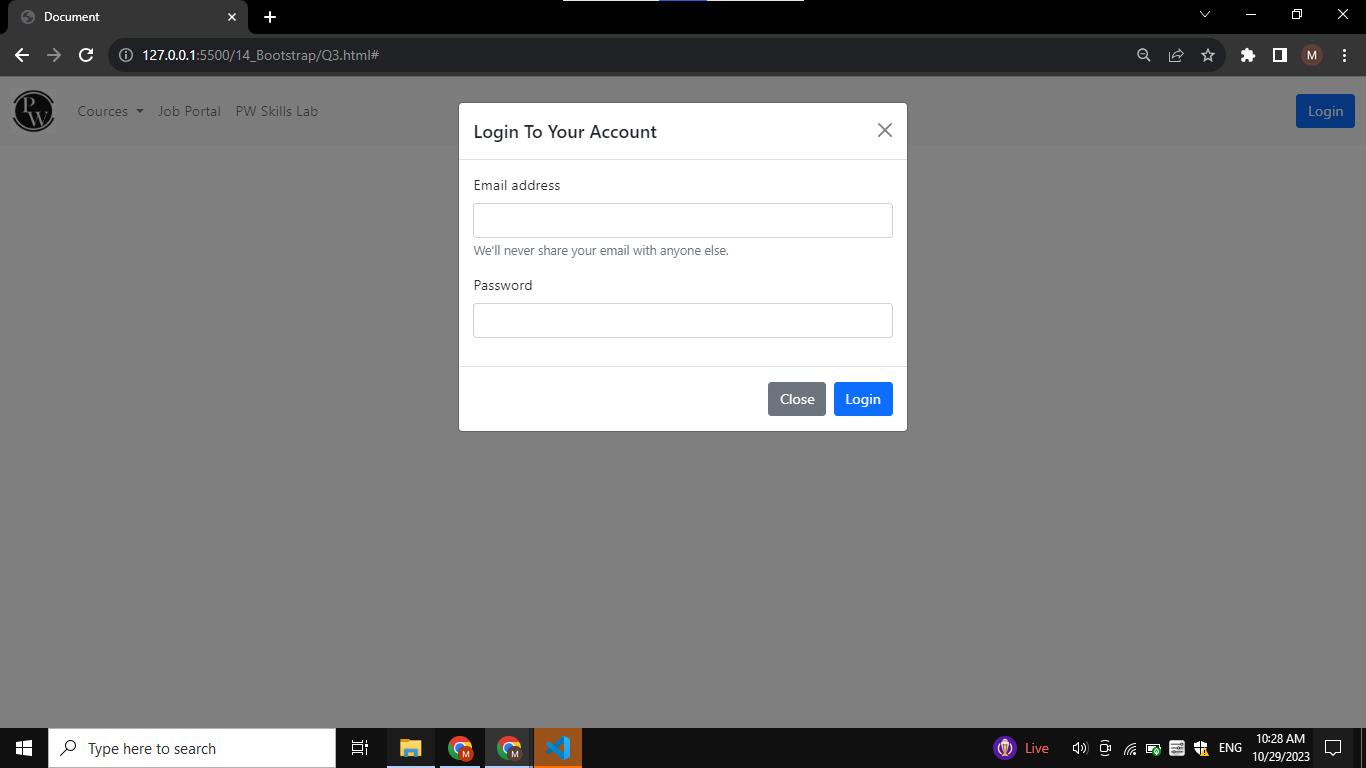 Document
127.0.0.1:5500/14_Bootstrap/Q3.html#
M
PW
Cources
Job Portal
PW Skills Lab
Login
Login To Your Account
Email address
We'll never share your email with anyone else.
Password
Close
Login
Type here to search
M
M
Live
ENG
10:28 AM
10/29/2023